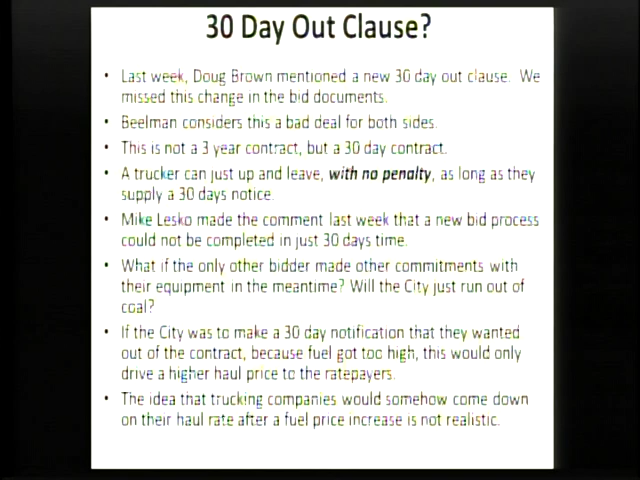 30 Day Out Clause?
• Last week, Doug Brown mentioned a new 30 day out clause. We
missed this change in the bid documents.
• Beelman considers this a bad deal for both sides.
• This is not a 3 year contract, but a 30 day contract.
• A trucker can just up and leave, with no penalty, as long as they
supply a 30 days notice.
• Mike Lesko made the comment last week that a new bid process
could not be completed in just 30 days time.
• What if the only other bidder made other commitments with
their equipment in the meantime? Will the City just run out of
coal?
• If the City was to make a 30 day notification that they wanted
out of the contract, because fuel got too high, this would only
drive a higher haul price to the ratepayers.
• The idea that trucking companies would somehow come down
on their haul rate after a fuel price increase is not realistic.